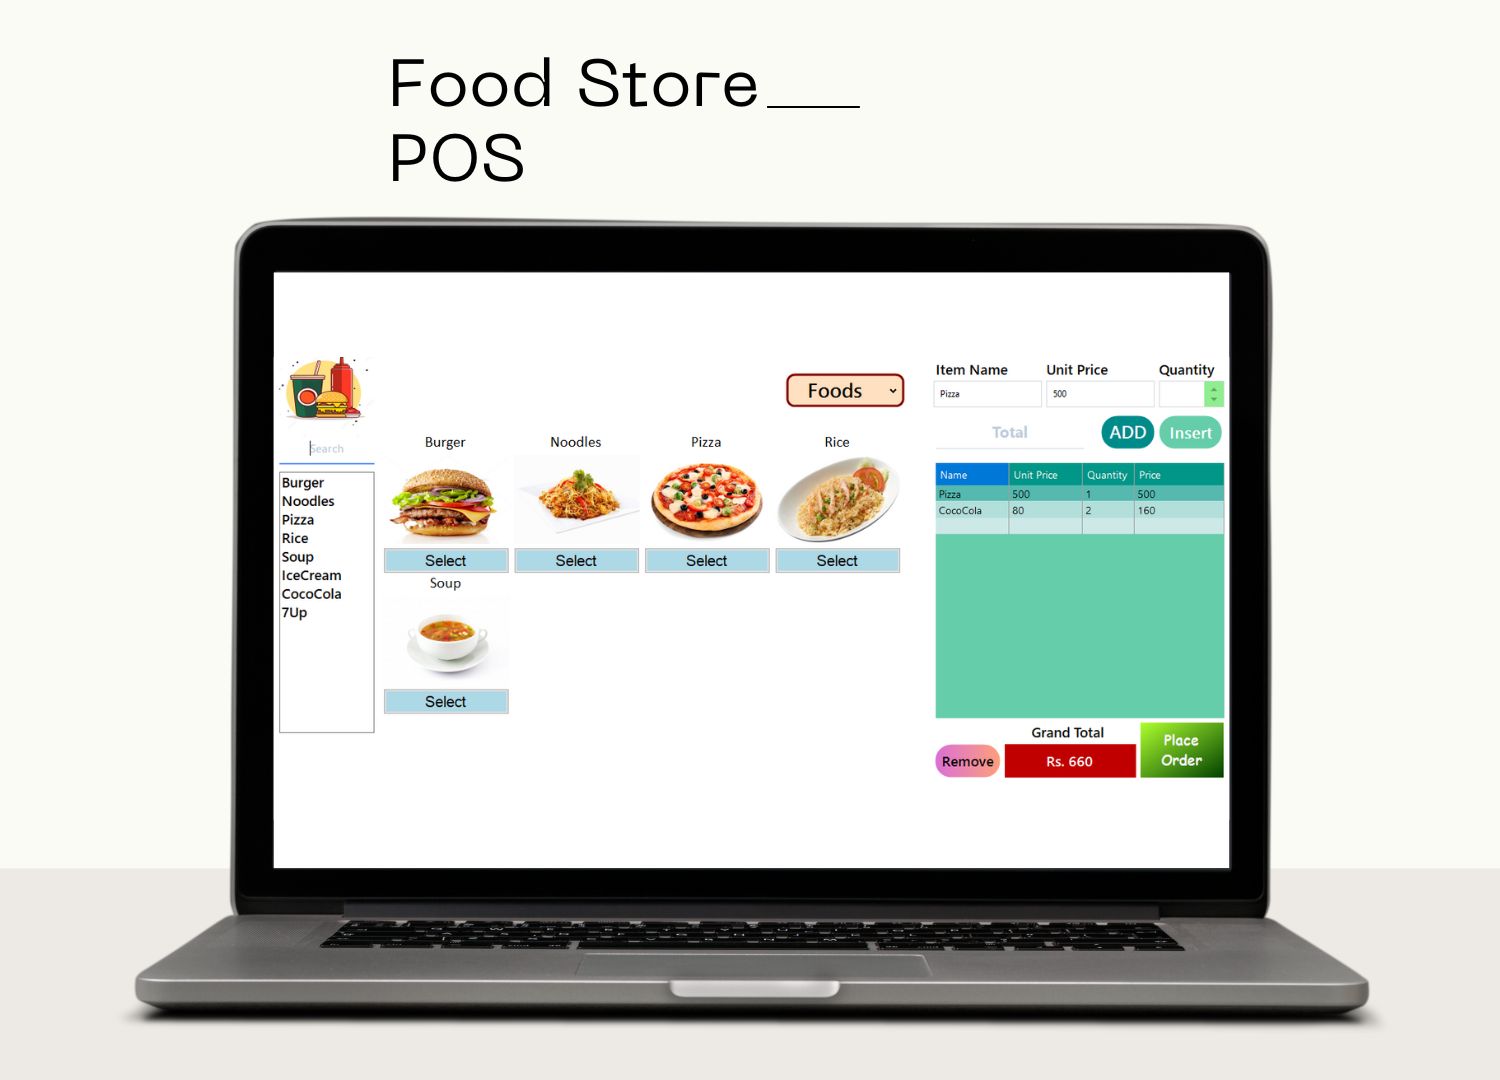 Food Store
POS
Search
Burger
Noodles
Pizza
Rice
Soup
IceCream
CocoCola
7Up
Foods
Burger Noodles Pizza Rice
Select Select Select Select
Soup
Select
Item Name Unit Price Quantity
Pizza 500
Total ADD Insert
Name Unit Price Quantity Price
Pizza 500 1 500
CocoCola 80 2 160
Grand Total
Remove Rs. 660
Place
Order